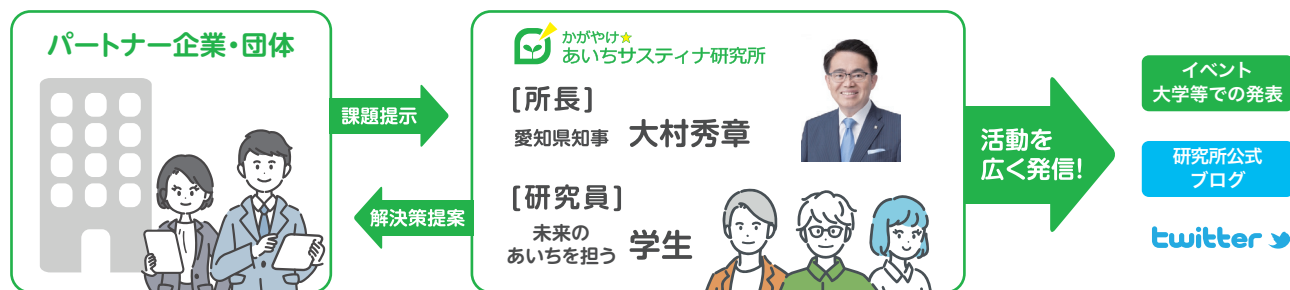 パートナー企業・団体
課題提示
解決策提案
かがやけ★
あいちサスティナ研究所
[所長]
愛知県知事 大村秀章
[研究員]
未来の
あいちを担う 学生
活動を
広く発信!
イベント
大学等での発表
研究所公式
ブログ
twitter